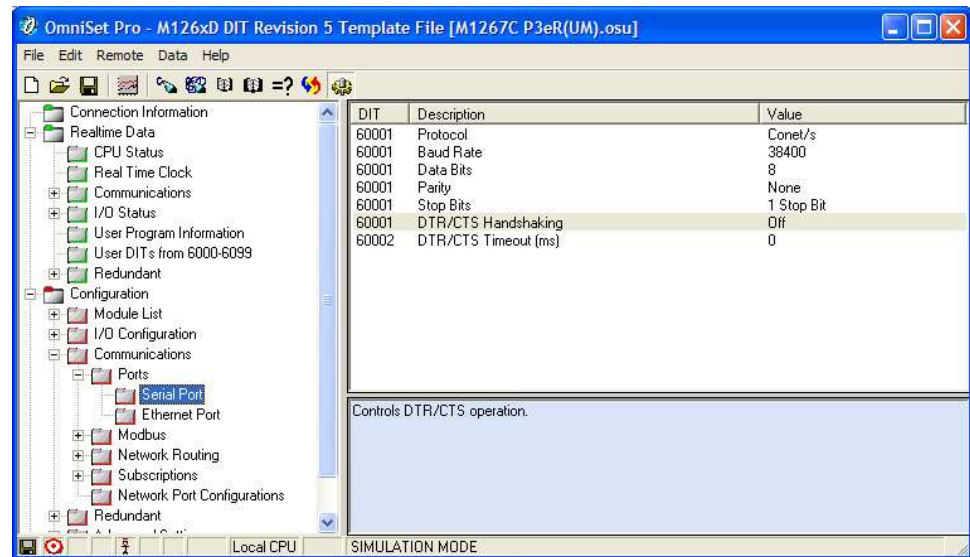 OmniSet Pro - M126xD DIT Revision 5 Template File [M1267C P3eR(UM).osu]
File Edit Remote Data Help
=?
Connection Information
Realtime Data
CPU Status
Real Time Clock
Communications
I/O Status
User Program Information
User DITs from 6000-6099
Redundant
Configuration
Module List
I/O Configuration
Communications
Ports
Serial Port
Ethernet Port
Modbus
Network Routing
Subscriptions
Network Port Configurations
Redundant
DIT Description Value
60001 Protocol Conet/s
60001 Baud Rate 38400
60001 Data Bits 8
60001 Parity None
60001 Stop Bits 1 Stop Bit
60001 DTR/CTS Handshaking Off
60002 DTR/CTS Timeout (ms) 0
Controls DTR/CTS operation.
Local CPU SIMULATION MODE